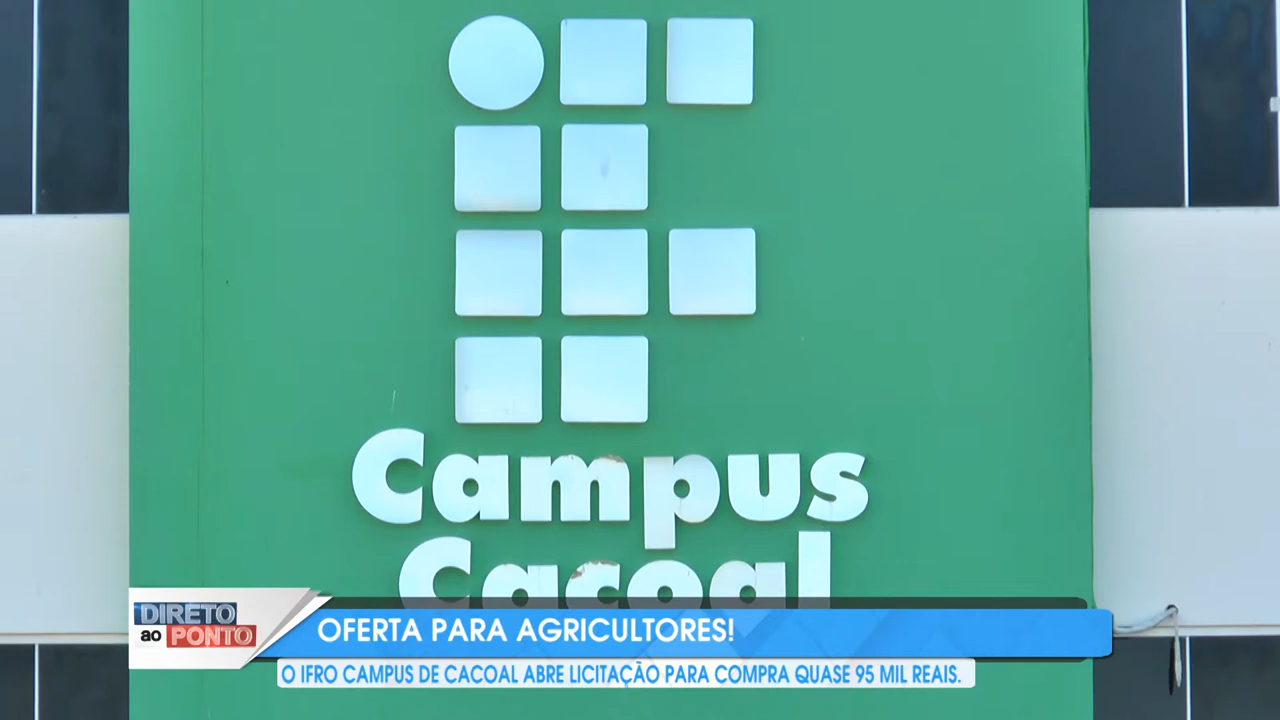 Campus
Cacoal
DIRETO
ao PONTO
OFERTA PARA AGRICULTORES!
O IFRO CAMPUS DE CACOAL ABRE LICITAÇÃO PARA COMPRA QUASE 95 MIL REAIS.